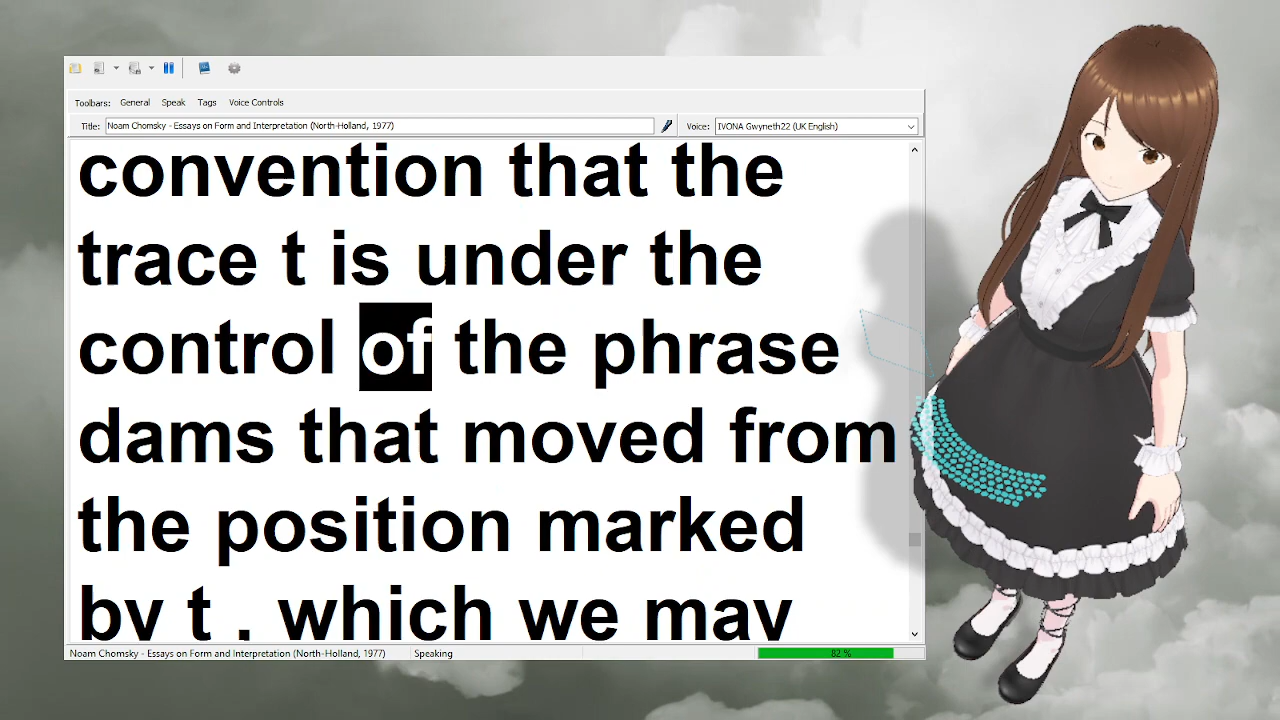 Toolbars: General Speak Tags Voice Controls
Title: Noam Chomsky - Essays on Form and Interpretation (North-Holland, 1977) Voice: IVONA Gwyneth22 (UK English)
convention that the
trace t is under the
control of the phrase
dams that moved from
the position marked
by t , which we may
Noam Chomsky - Essays on Form and Interpretation (North-Holland, 1977) Speaking 82 %